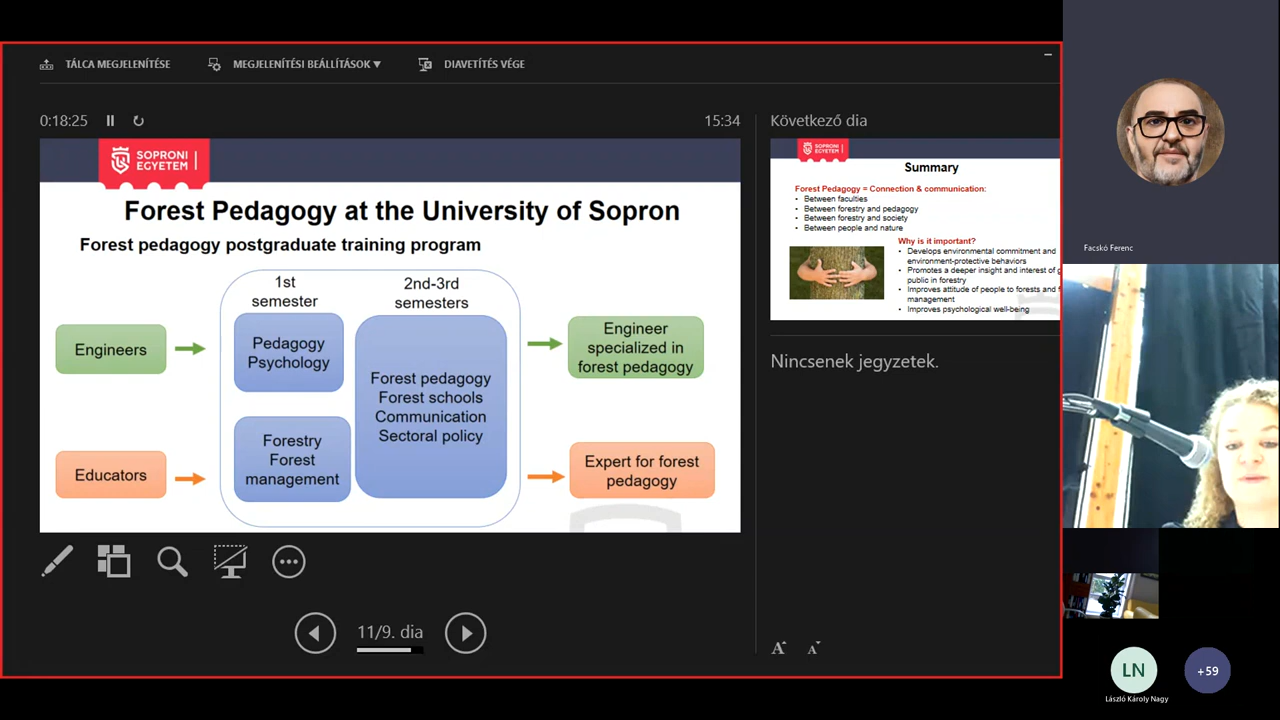 TÁLCA MEGJELENÍTÉSE
MEGJELENÍTÉSI BEÁLLÍTÁSOK ▼
DIAVETÍTÉS VÉGE
0:18:25
15:34
SOPRONI
EGYETEM
Forest Pedagogy at the University of Sopron
Forest pedagogy postgraduate training program
1st
semester
2nd-3rd
semesters
Engineers
Pedagogy
Psychology
Forest pedagogy
Forest schools
Communication
Sectoral policy
Engineer
specialized in
forest pedagogy
Educators
Forestry
Forest
management
Expert for forest
pedagogy
11/9. dia
Következő dia
SOPRONI
EGYETEM
Summary
Forest Pedagogy = Connection & communication:
• Between faculties
• Between forestry and pedagogy
• Between forestry and society
• Between people and nature
Why is it important?
• Develops environmental commitment and
environment-protective behaviors
• Promotes a deeper insight and interest of g
public in forestry
• Improves attitude of people to forests and f
management
• Improves psychological well-being
Nincsenek jegyzetek.
A A
Facskó Ferenc
LN
László Károly Nagy
+59